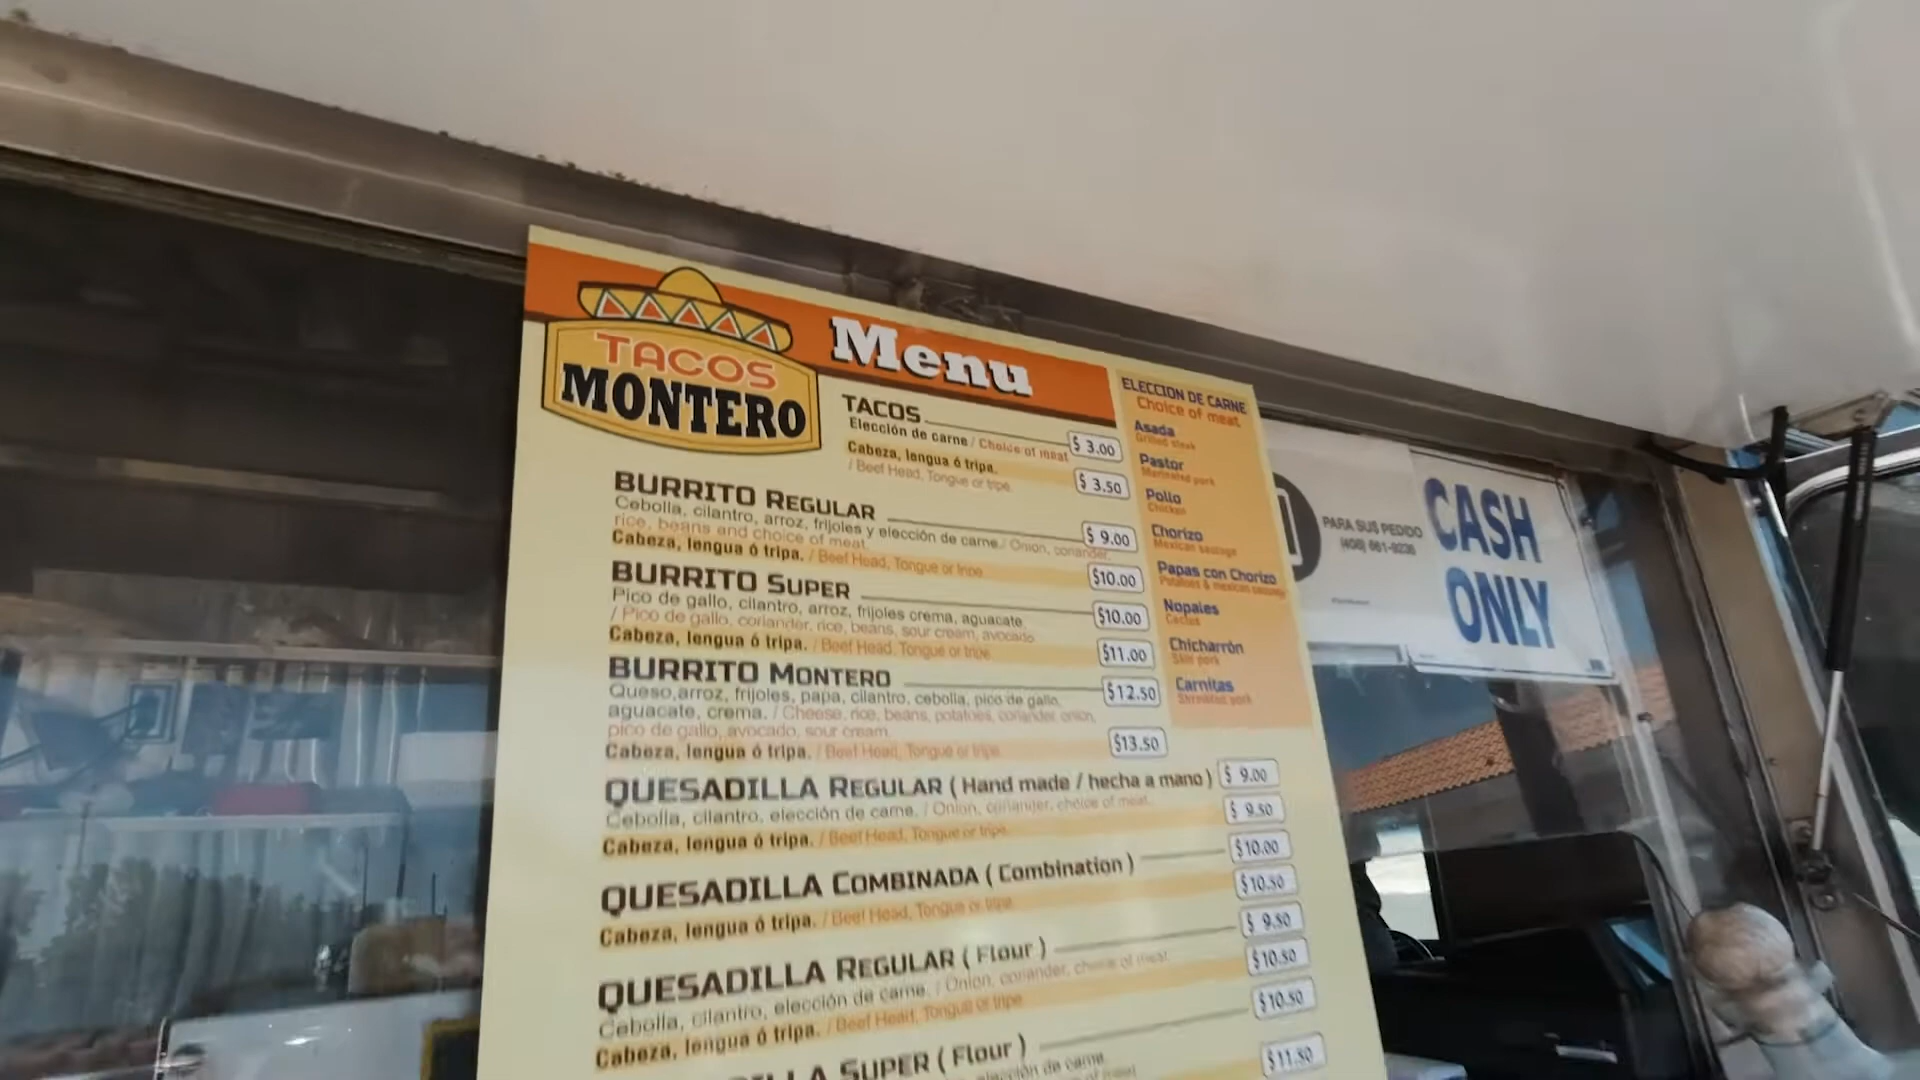 TACOS
MONTERO
Menu
TACOS
Elección de carne / Choice of meat $ 3.00
Cabeza, lengua ó tripa.
/ Beef Head, Tongue or tripe. $ 3.50
BURRITO REGULAR
Cebolla, cilantro, arroz, frijoles y elección de carne. / Onion, coriander, $ 9.00
rice, beans and choice of meat.
Cabeza, lengua ó tripa. / Beef Head, Tongue or tripe. $10.00
BURRITO SUPER
Pico de gallo, cilantro, arroz, frijoles crema, aguacate. $10.00
/ Pico de gallo, coriander, rice, beans, sour cream, avocado.
Cabeza, lengua ó tripa. / Beef Head, Tongue or tripe. $11.00
BURRITO MONTERO $12.50
Queso,arroz, frijoles, papa, cilantro, cebolla, pico de gallo,
aguacate, crema. / Cheese, rice, beans, potatoes, coriander, onion,
pico de gallo, avocado, sour cream.
Cabeza, lengua ó tripa. / Beef Head, Tongue or tripe. $13.50
QUESADILLA REGULAR ( Hand made / hecha a mano ) $ 9.00
Cebolla, cilantro, elección de carne. / Onion, coriander, choice of meat.
Cabeza, lengua ó tripa. / Beef Head, Tongue or tripe. $ 9.50
QUESADILLA COMBINADA ( Combination ) $10.00
Cabeza, lengua ó tripa. / Beef Head, Tongue or tripe. $10.50
QUESADILLA REGULAR ( Flour ) $ 9.50
Cebolla, cilantro, elección de carne. / Onion, coriander, choice of meat.
Cabeza, lengua ó tripa. / Beef Head, Tongue or tripe. $10.50
SUPER ( Flour ) $10.50
elección de carne.
of meat.
$11.50
ELECCION DE CARNE
Choice of meat
Asada
Grilled steak
Pastor
Marinated pork
Pollo
Chicken
Chorizo
Mexican sausage
Papas con Chorizo
Potatoes & mexican sausage
Nopales
Cactus
Chicharrón
Skin pork
Carnitas
Shredded pork
PARA SUS PEDIDO
CASH
ONLY